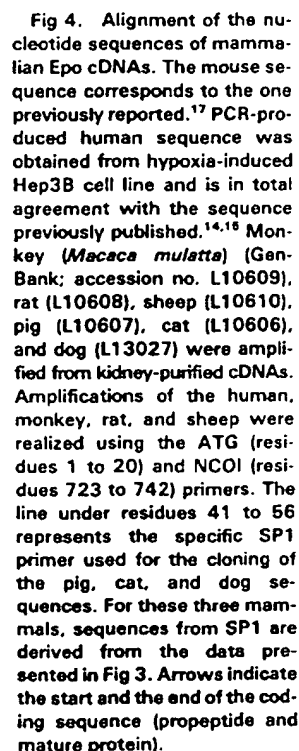 Fig 4. Alignment of the nu-
cleotide sequences of mamma-
lian Epo cDNAs. The mouse se-
quence corresponds to the one
previously reported.17 PCR-pro-
duced human sequence was
obtained from hypoxia-induced
Hep3B cell line and is in total
agreement with the sequence
previously published.14,15 Mon-
key (Macaca mulatta) (Gen-
Bank; accession no. L10609),
rat (L10608), sheep (L10610),
pig (L10607), cat (L10606),
and dog (L13027) were ampli-
fied from kidney-purified cDNAs.
Amplifications of the human,
monkey, rat, and sheep were
realized using the ATG (resi-
dues 1 to 20) and NCOI (resi-
dues 723 to 742) primers. The
line under residues 41 to 56
represents the specific SP1
primer used for the cloning of
the pig, cat, and dog se-
quences. For these three mam-
mals, sequences from SP1 are
derived from the data pre-
sented in Fig 3. Arrows indicate
the start and the end of the cod-
ing sequence (propeptide and
mature protein).